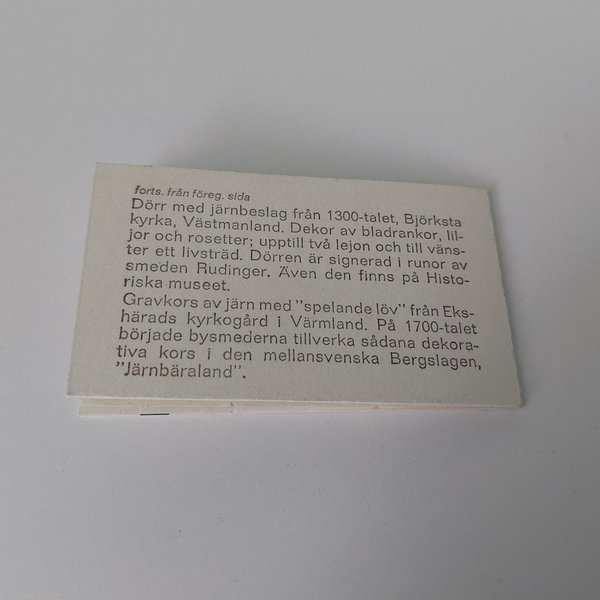 forts. från föreg. sida
Dörr med järnbeslag från 1300-talet, Björksta
kyrka, Västmanland. Dekor av bladrankor, lil-
jor och rosetter; upptill två lejon och till väns-
ter ett livsträd. Dörren är signerad i runor av
smeden Rudinger. Även den finns på Histo-
riska museet.
Gravkors av järn med "spelande löv" från Eks-
härads kyrkogård i Värmland. På 1700-talet
började bysmederna tillverka sådana dekora-
tiva kors i den mellansvenska Bergslagen,
"Järnbäraland".